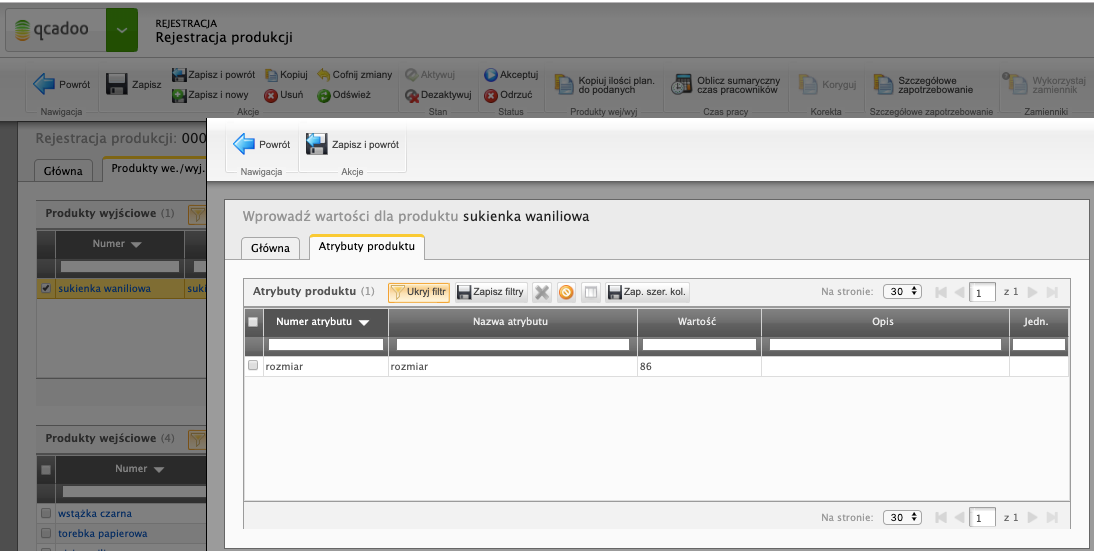 qcadoo
REJESTRACJA
Rejestracja produkcji
Powrót
Zapisz
Zapisz i powrót
Kopiuj
Cofnij zmiany
Zapisz i nowy
Usuń
Odśwież
Aktywuj
Dezaktywuj
Akceptuj
Odrzuć
Kopiuj ilości plan.
do podanych
Oblicz sumaryczny
czas pracowników
Koryguj
Szczegółowe
zapotrzebowanie
Wykorzystaj
zamiennik
Nawigacja
Akcje
Stan
Status
Produkty wej/wyj
Czas pracy
Korekta
Szczegółowe zapotrzebowanie
Zamienniki
Rejestracja produkcji: 000
Główna
Produkty we./wyj.
Produkty wyjściowe (1)
Numer
sukienka waniliowa
suki
Produkty wejściowe (4)
Numer
wstążka czarna
torebka papierowa
Powrót
Zapisz i powrót
Nawigacja
Akcje
Wprowadź wartości dla produktu sukienka waniliowa
Główna
Atrybuty produktu
Atrybuty produktu (1)
Ukryj filtr
Zapisz filtry
Zap. szer. kol.
Na stronie: 30
1 z 1
Numer atrybutu
Nazwa atrybutu
Wartość
Opis
Jedn.
rozmiar
rozmiar
86
Na stronie: 30
1 z 1